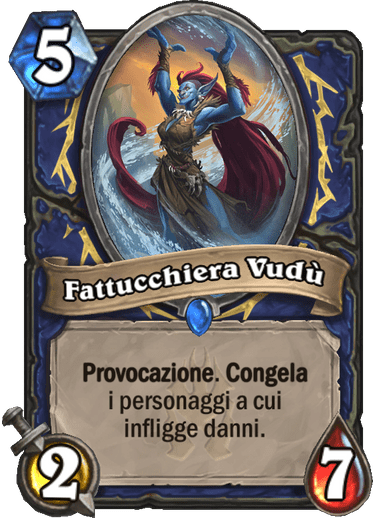 5
Fattucchiera Vudù
Provocazione. Congela
i personaggi a cui
infligge danni.
2
7